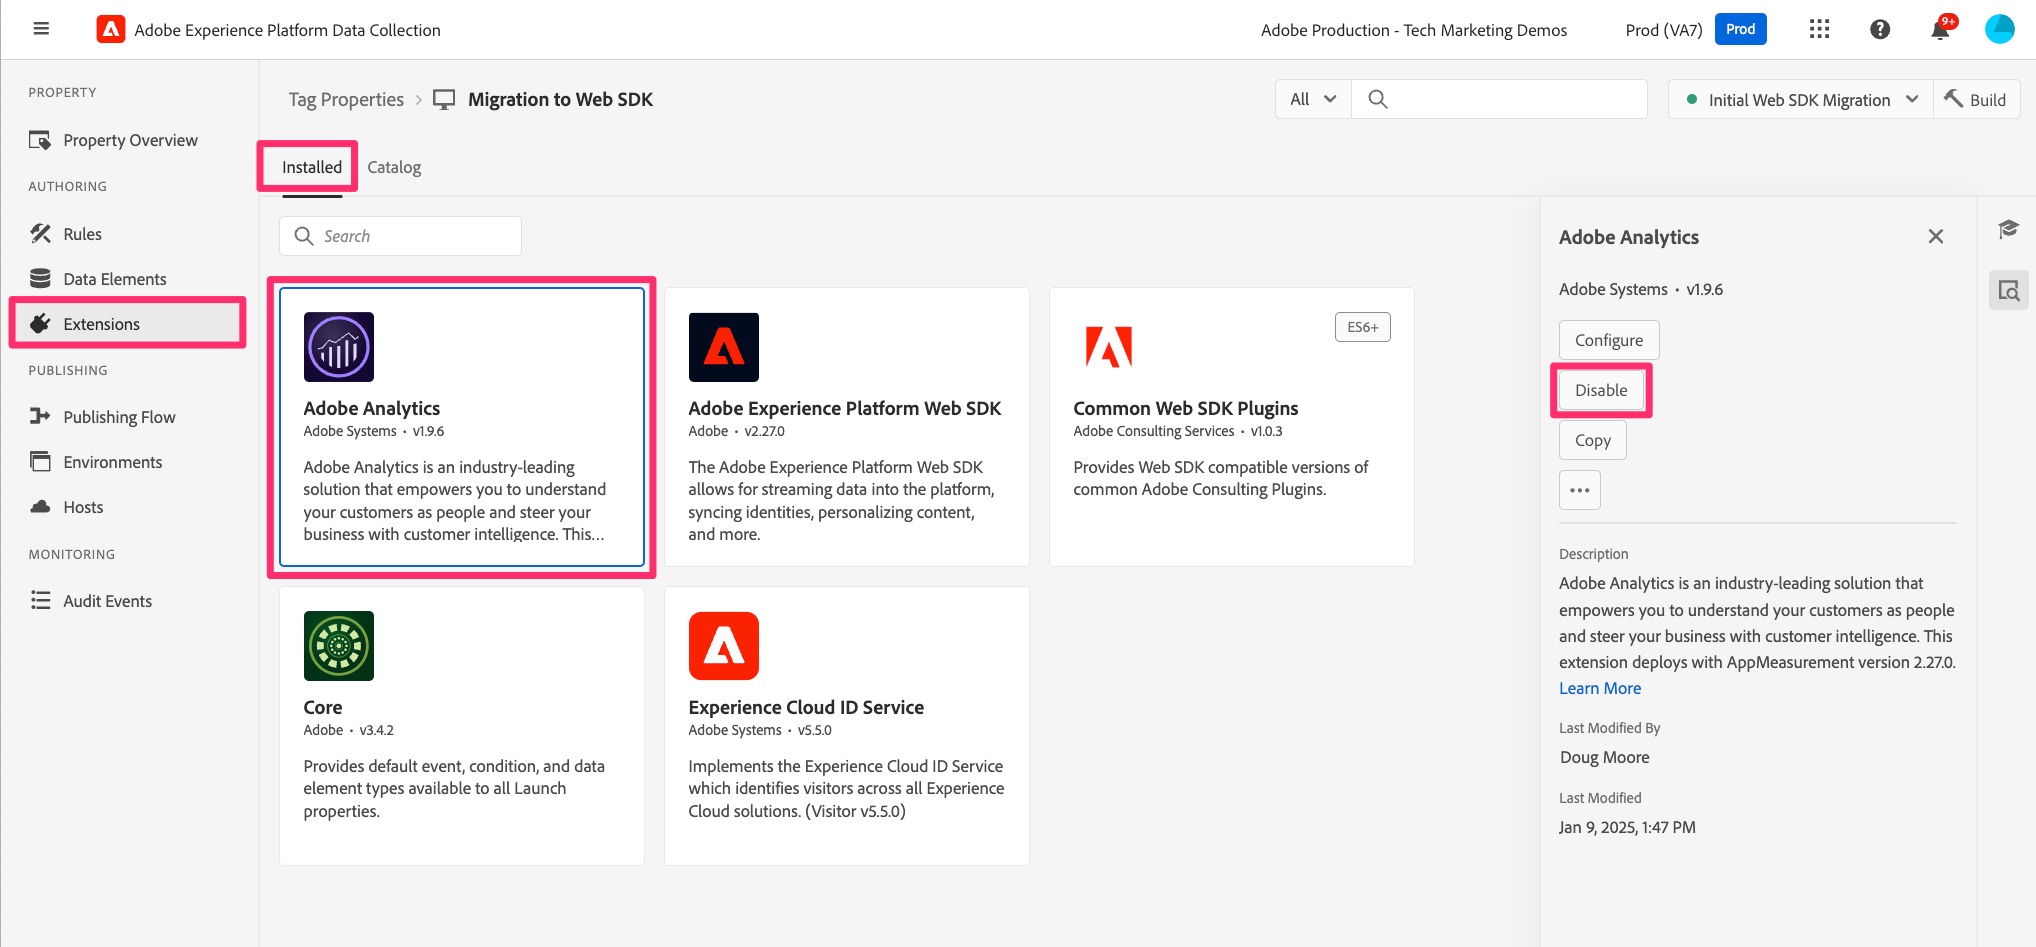 Adobe Experience Platform Data Collection
Adobe Production - Tech Marketing Demos
Prod (VA7)
Prod
9+
PROPERTY
Property Overview
AUTHORING
Rules
Data Elements
Extensions
PUBLISHING
Publishing Flow
Environments
Hosts
MONITORING
Audit Events
Tag Properties > Migration to Web SDK
All
Initial Web SDK Migration
Build
Installed
Catalog
Search
Adobe Analytics
Adobe Systems • v1.9.6
Adobe Analytics is an industry-leading
solution that empowers you to understand
your customers as people and steer your
business with customer intelligence. This...
Adobe Experience Platform Web SDK
Adobe • v2.27.0
The Adobe Experience Platform Web SDK
allows for streaming data into the platform,
syncing identities, personalizing content,
and more.
ES6+
Common Web SDK Plugins
Adobe Consulting Services • v1.0.3
Provides Web SDK compatible versions of
common Adobe Consulting Plugins.
Core
Adobe • v3.4.2
Provides default event, condition, and data
element types available to all Launch
properties.
Experience Cloud ID Service
Adobe Systems • v5.5.0
Implements the Experience Cloud ID Service
which identifies visitors across all Experience
Cloud solutions. (Visitor v5.5.0)
Adobe Analytics
Adobe Systems • v1.9.6
Configure
Disable
Copy
Description
Adobe Analytics is an industry-leading solution that
empowers you to understand your customers as people
and steer your business with customer intelligence. This
extension deploys with AppMeasurement version 2.27.0.
Learn More
Last Modified By
Doug Moore
Last Modified
Jan 9, 2025, 1:47 PM